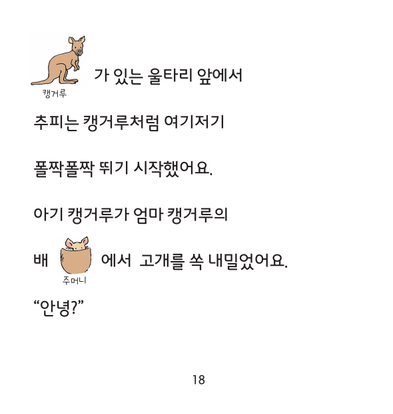 가 있는 울타리 앞에서
캥거루
추피는 캥거루처럼 여기저기
폴짝폴짝 뛰기 시작했어요.
아기 캥거루가 엄마 캥거루의
배 에서 고개를 쏙 내밀었어요.
주머니
“안녕?”
18